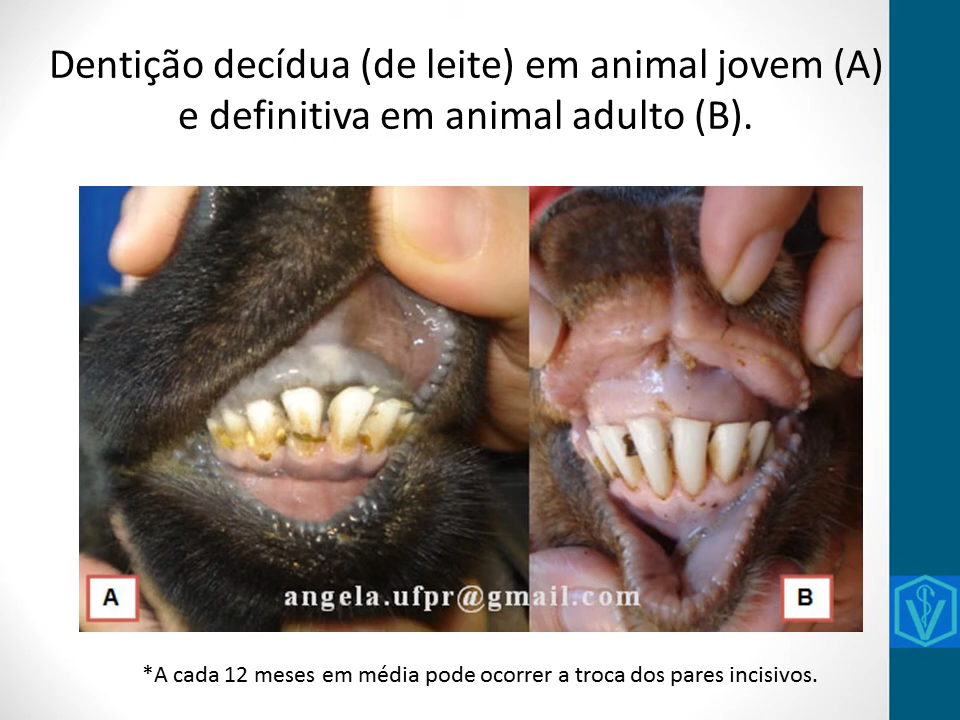 Dentição decídua (de leite) em animal jovem (A)
e definitiva em animal adulto (B).
A
angela.ufpr@gmail.com
B
*A cada 12 meses em média pode ocorrer a troca dos pares incisivos.
V